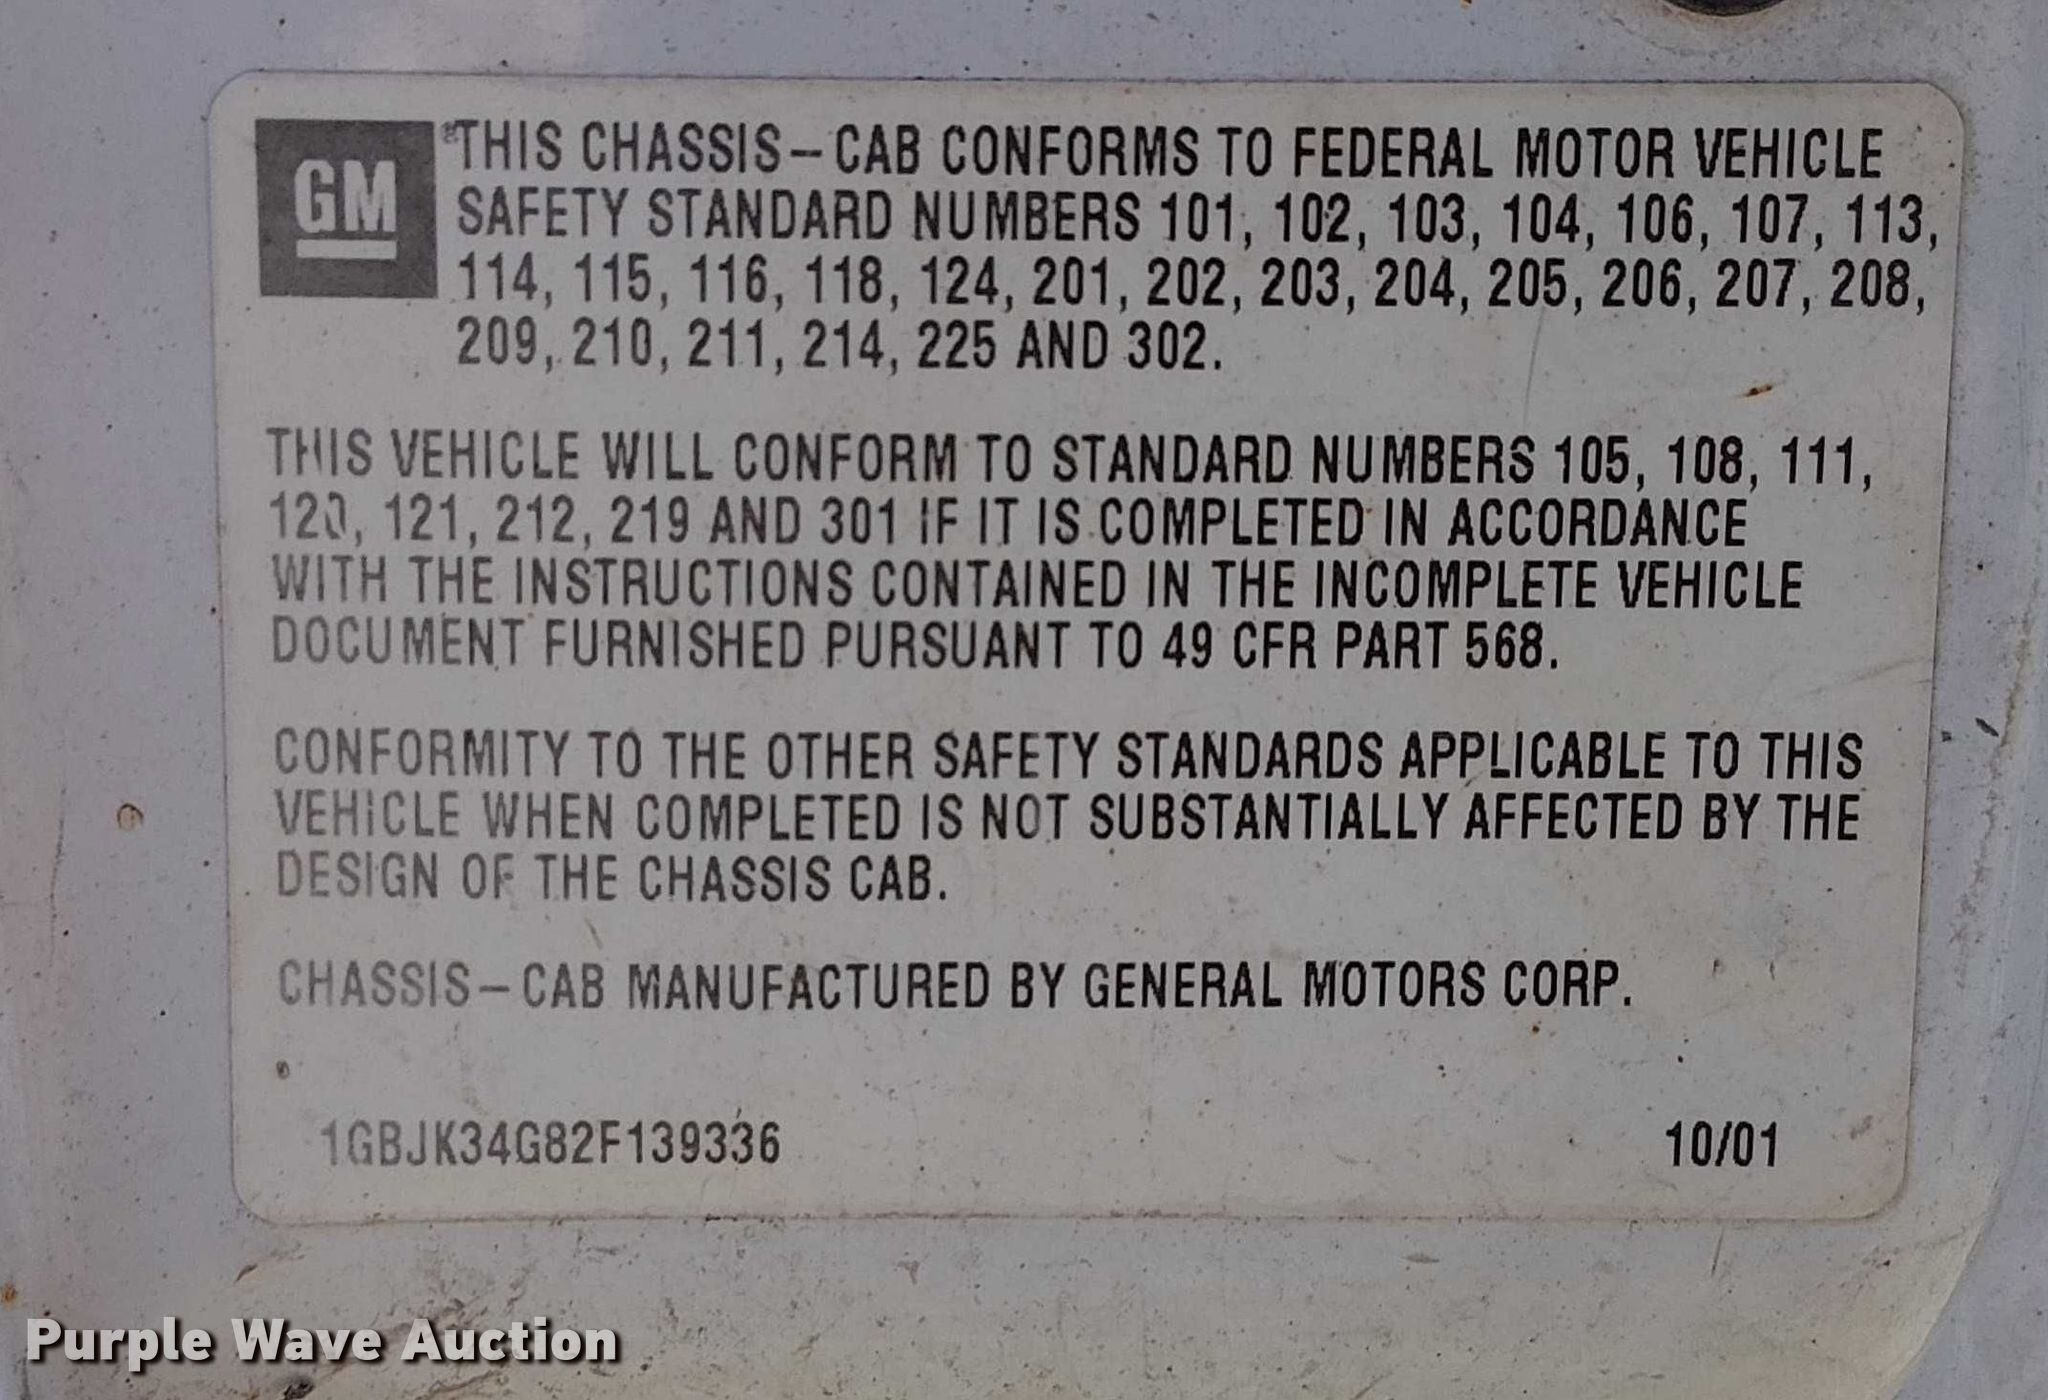 GM
THIS CHASSIS-CAB CONFORMS TO FEDERAL MOTOR VEHICLE
SAFETY STANDARD NUMBERS 101, 102, 103, 104, 106, 107, 113,
114, 115, 116, 118, 124, 201, 202, 203, 204, 205, 206, 207, 208,
209, 210, 211, 214, 225 AND 302.
THIS VEHICLE WILL CONFORM TO STANDARD NUMBERS 105, 108, 111,
120, 121, 212, 219 AND 301 IF IT IS COMPLETED IN ACCORDANCE
WITH THE INSTRUCTIONS CONTAINED IN THE INCOMPLETE VEHICLE
DOCUMENT FURNISHED PURSUANT TO 49 CFR PART 568.
CONFORMITY TO THE OTHER SAFETY STANDARDS APPLICABLE TO THIS
VEHICLE WHEN COMPLETED IS NOT SUBSTANTIALLY AFFECTED BY THE
DESIGN OF THE CHASSIS CAB.
CHASSIS-CAB MANUFACTURED BY GENERAL MOTORS CORP.
1GBJK34G82F139336 10/01
Purple Wave Auction